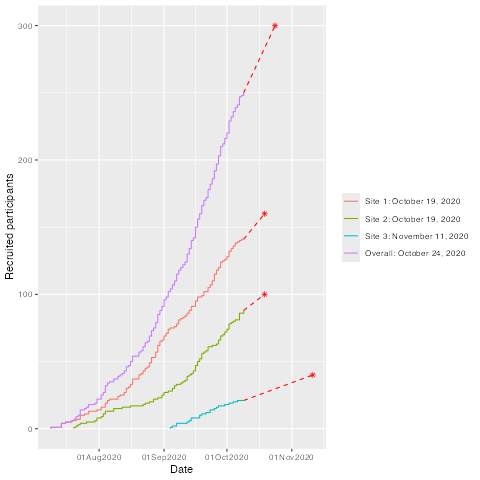 300
200
100
0
Recruited participants
01Aug2020 01Sep2020 01Oct2020 01Nov2020
Date
Site 1: October 19, 2020
Site 2: October 19, 2020
Site 3: November 11, 2020
Overall: October 24, 2020